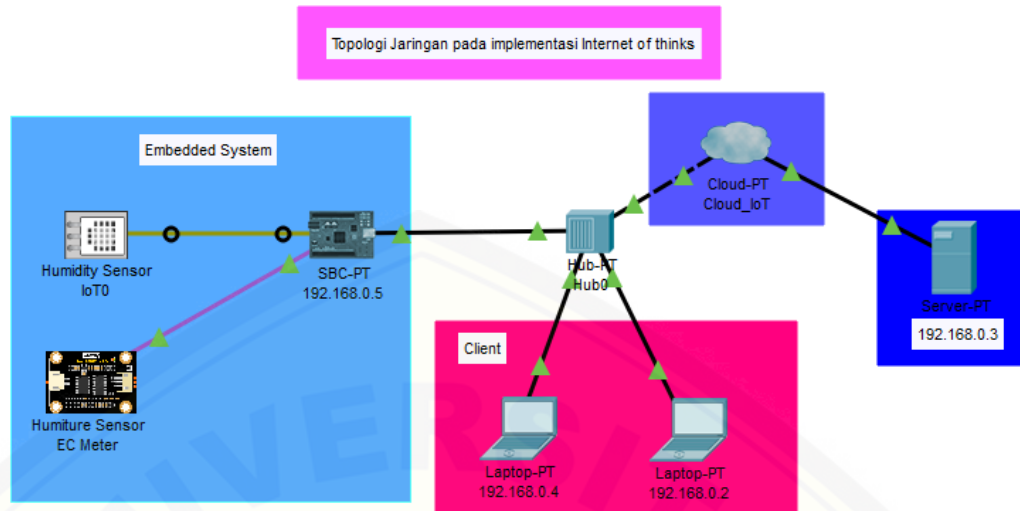 Topologi Jaringan pada implementasi Internet of thinks
Embedded System
Humidity Sensor
IoT0
SBC-PT
192.168.0.5
Humiture Sensor
EC Meter
Hub-PT
Hub0
Cloud-PT
Cloud_IoT
Server-PT
192.168.0.3
Client
Laptop-PT
192.168.0.4
Laptop-PT
192.168.0.2